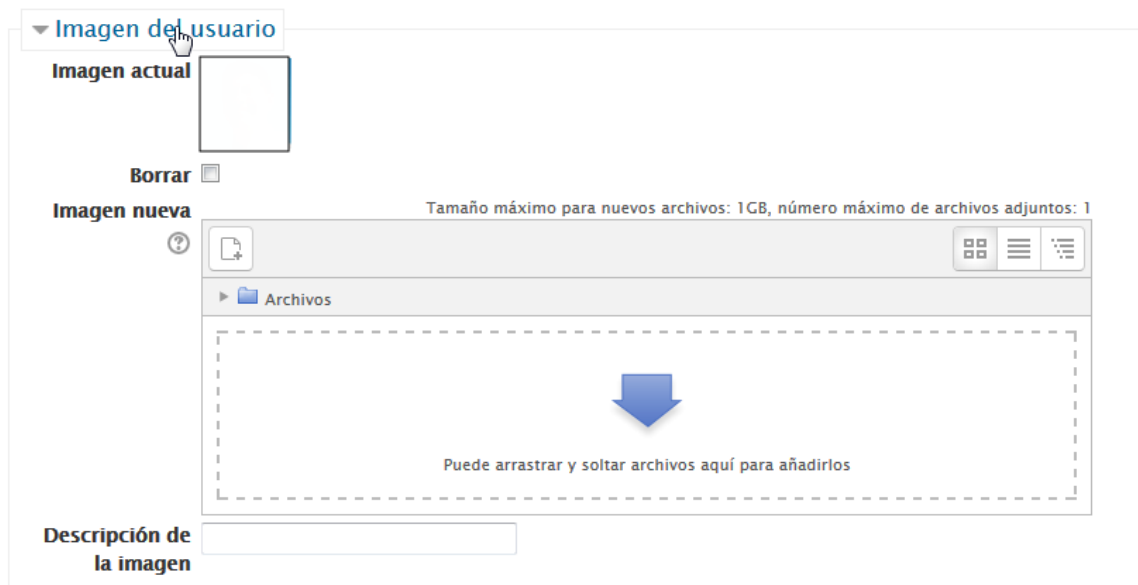 Imagen del usuario
Imagen actual
Borrar
Imagen nueva
Tamaño máximo para nuevos archivos: 1GB, número máximo de archivos adjuntos: 1
Archivos
Puede arrastrar y soltar archivos aquí para añadirlos
Descripción de
la imagen